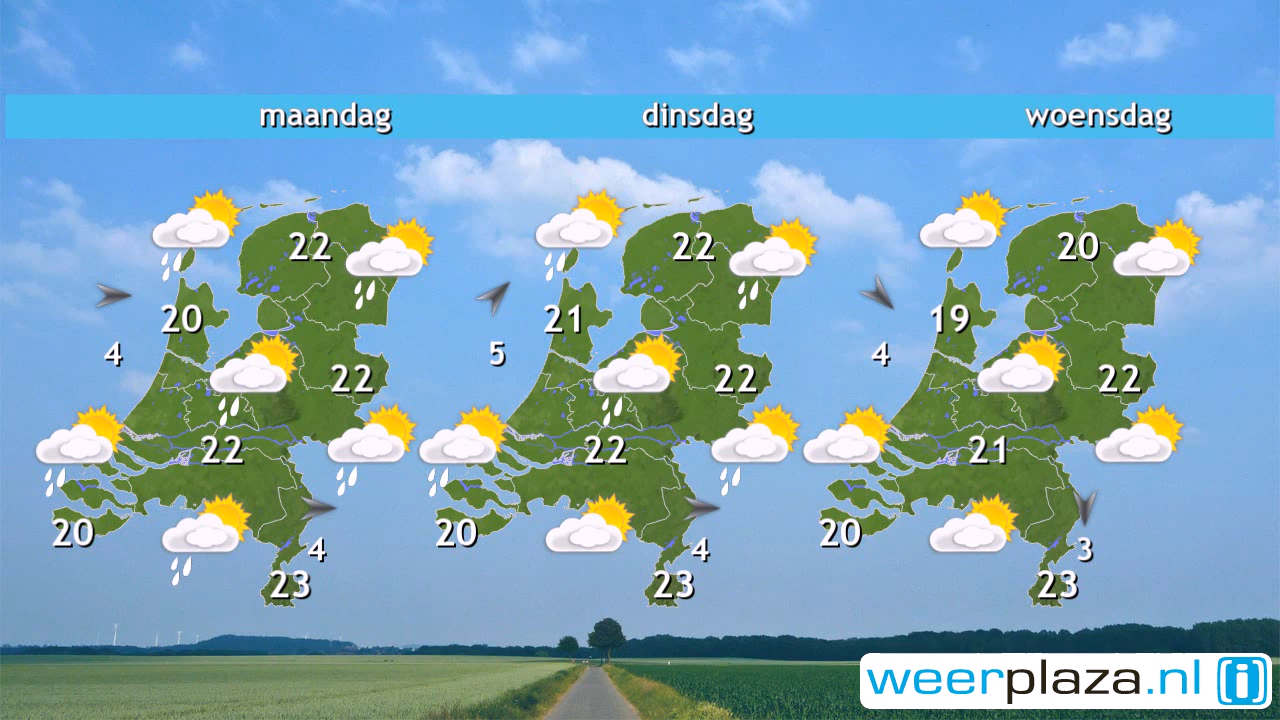 maandag dinsdag woensdag
22 22 20
20 21 19
4 5 4
22 22 22
22 22 21
20 20 20
4 4 3
23 23 23
weerplaza.nl i